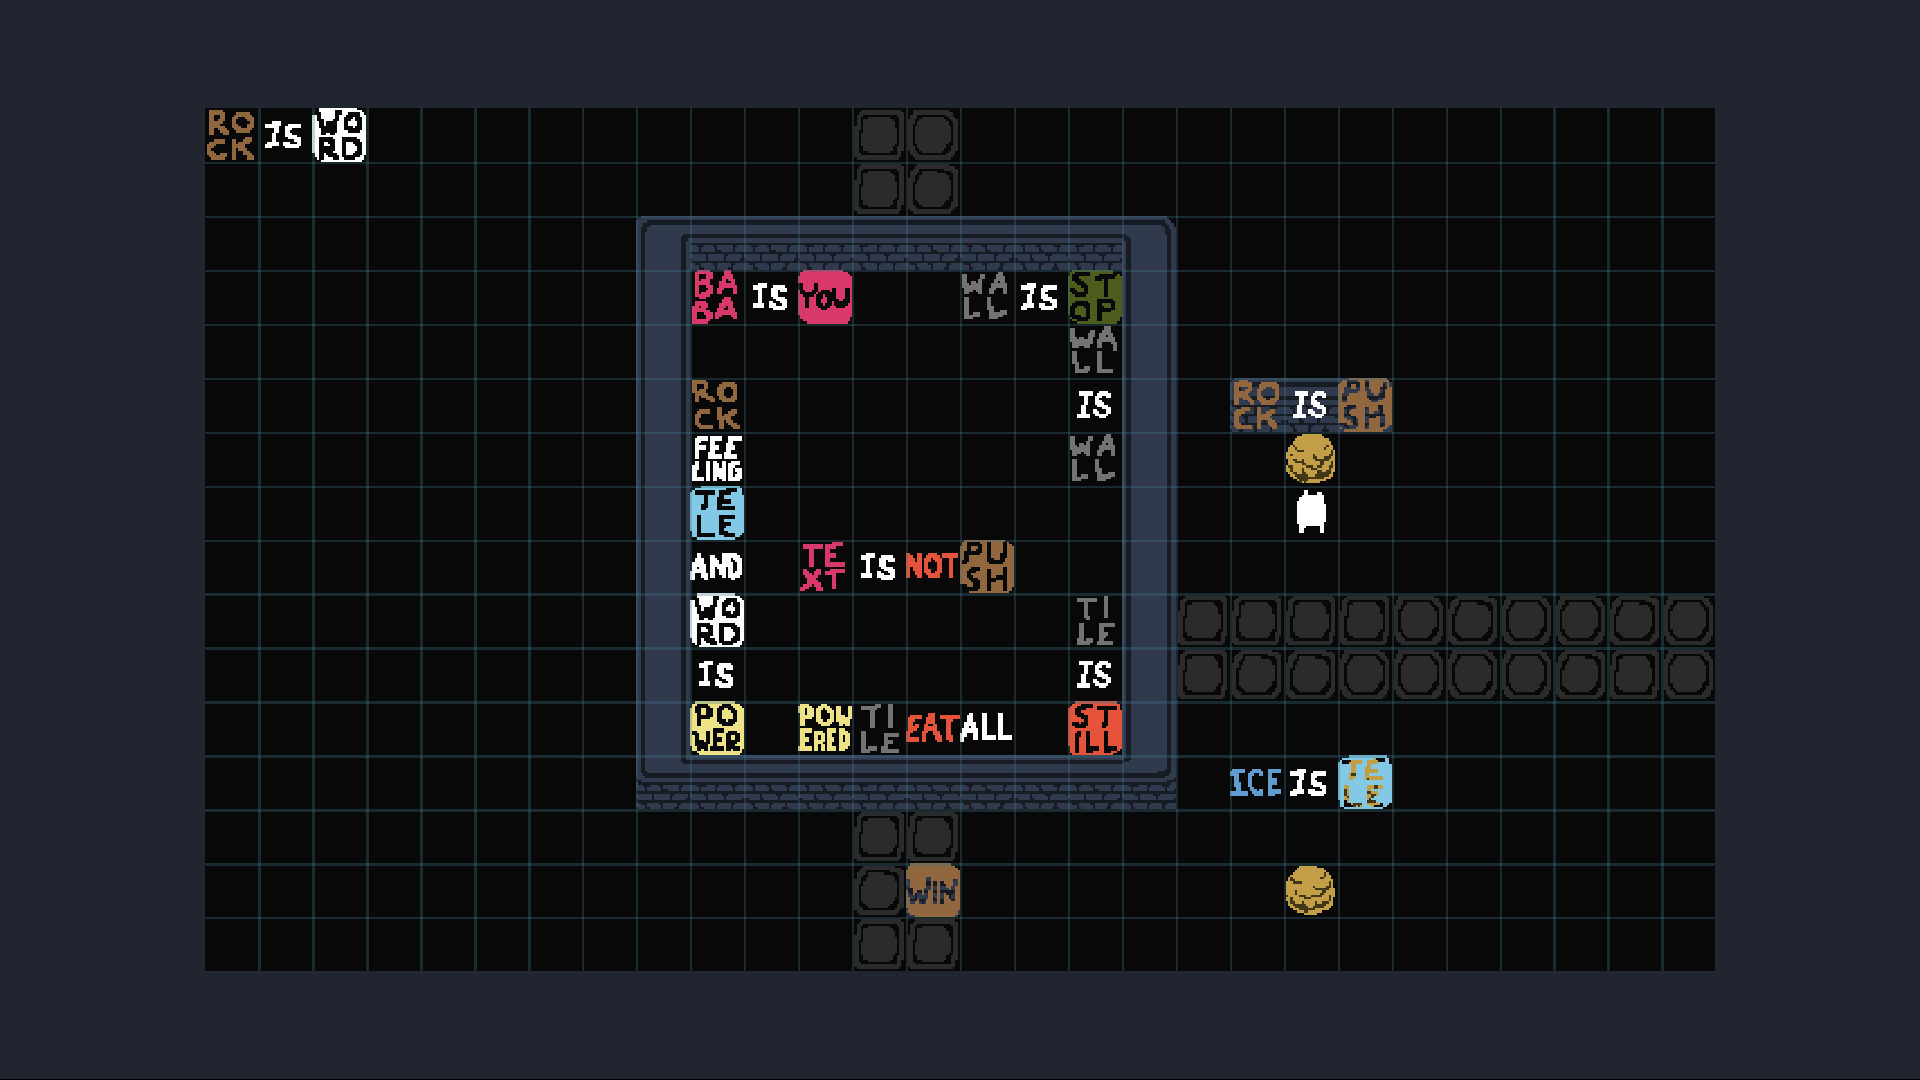 ROCK IS WORD
BABA IS YOU
WALL IS STOP
WALL IS WALL
ROCK FEELING TELE AND WORD IS POWER
ROCK IS PUSH
TEXT IS NOT PUSH
TILE IS STILL
POWERED TILE EAT ALL
ICE IS TELE
WIN